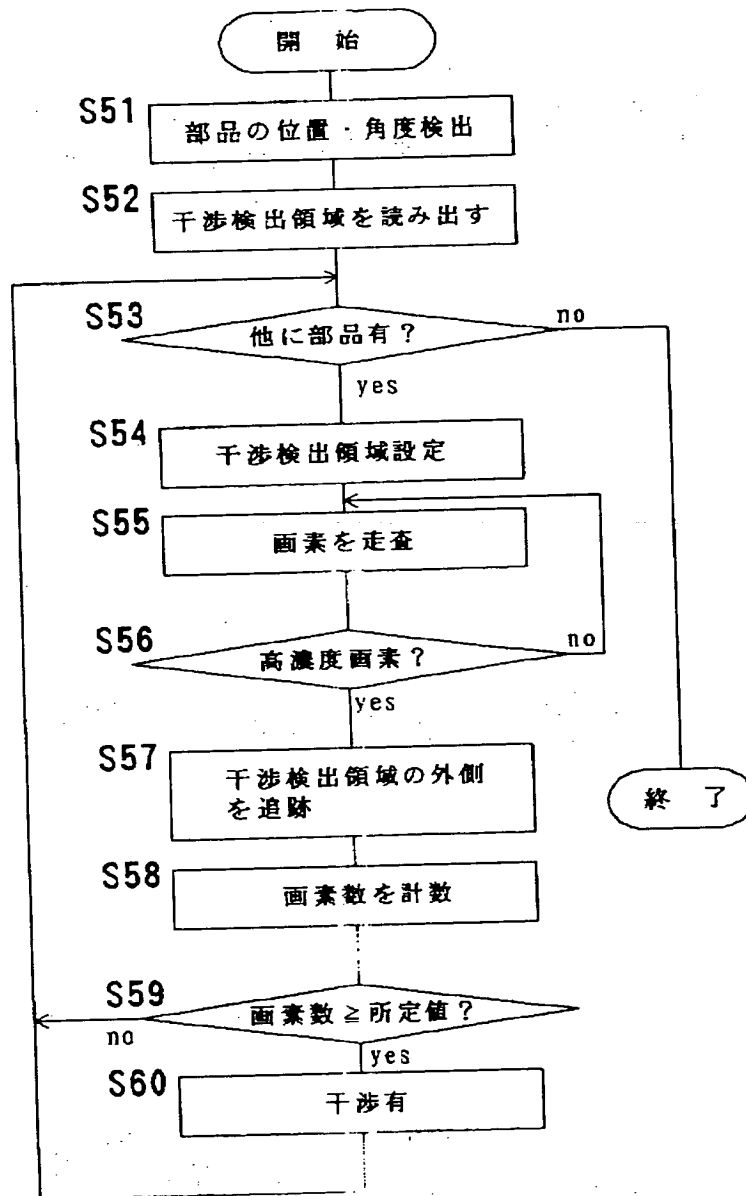 開 始
S51
部品の位置・角度検出
S52
干渉検出領域を読み出す
S53
他に部品有？
no
yes
S54
干渉検出領域設定
S55
画素を走査
S56
高濃度画素？
no
yes
S57
干渉検出領域の外側
を追跡
終 了
S58
画素数を計数
S59
画素数≧所定値？
no
yes
S60
干渉有